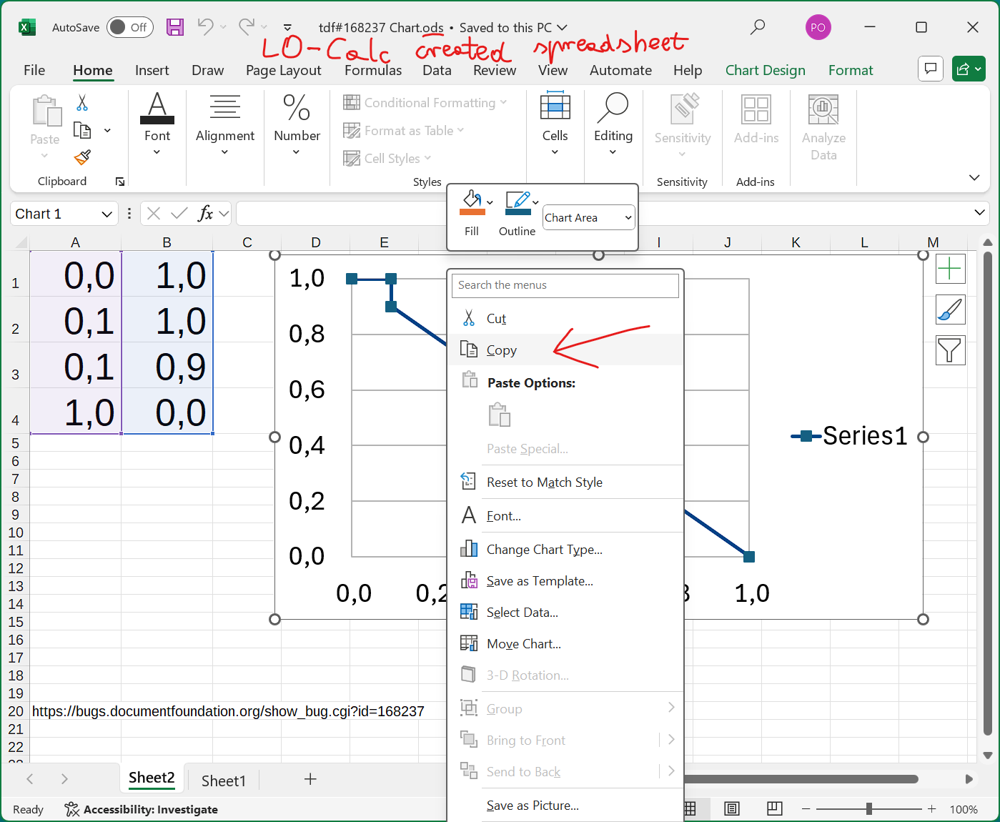 AutoSave Off tdf#168237 Chart.ods • Saved to this PC PO
LO-Calc created spreadsheet
File Home Insert Draw Page Layout Formulas Data Review View Automate Help Chart Design Format
Paste
Font
Alignment
Number
Conditional Formatting
Format as Table
Cell Styles
Cells
Editing
Sensitivity
Add-ins
Analyze
Data
Clipboard Styles Sensitivity Add-ins
Chart 1 fx
Fill Outline Chart Area
A B C D E I J K L M
1 0,0 1,0
2 0,1 1,0
3 0,1 0,9
4 1,0 0,0
5
6
7
8
9
10
11
12
13
14
15
16
17
18
19
20 https://bugs.documentfoundation.org/show_bug.cgi?id=168237
21
22
1,0
0,8
0,6
0,4
0,2
0,0
0,0 0,2 1,0
Series1
Search the menus
Cut
Copy
Paste Options:
Paste Special...
Reset to Match Style
Font...
Change Chart Type...
Save as Template...
Select Data...
Move Chart...
3-D Rotation...
Group
Bring to Front
Send to Back
Save as Picture...
Sheet2 Sheet1
Ready Accessibility: Investigate 100%